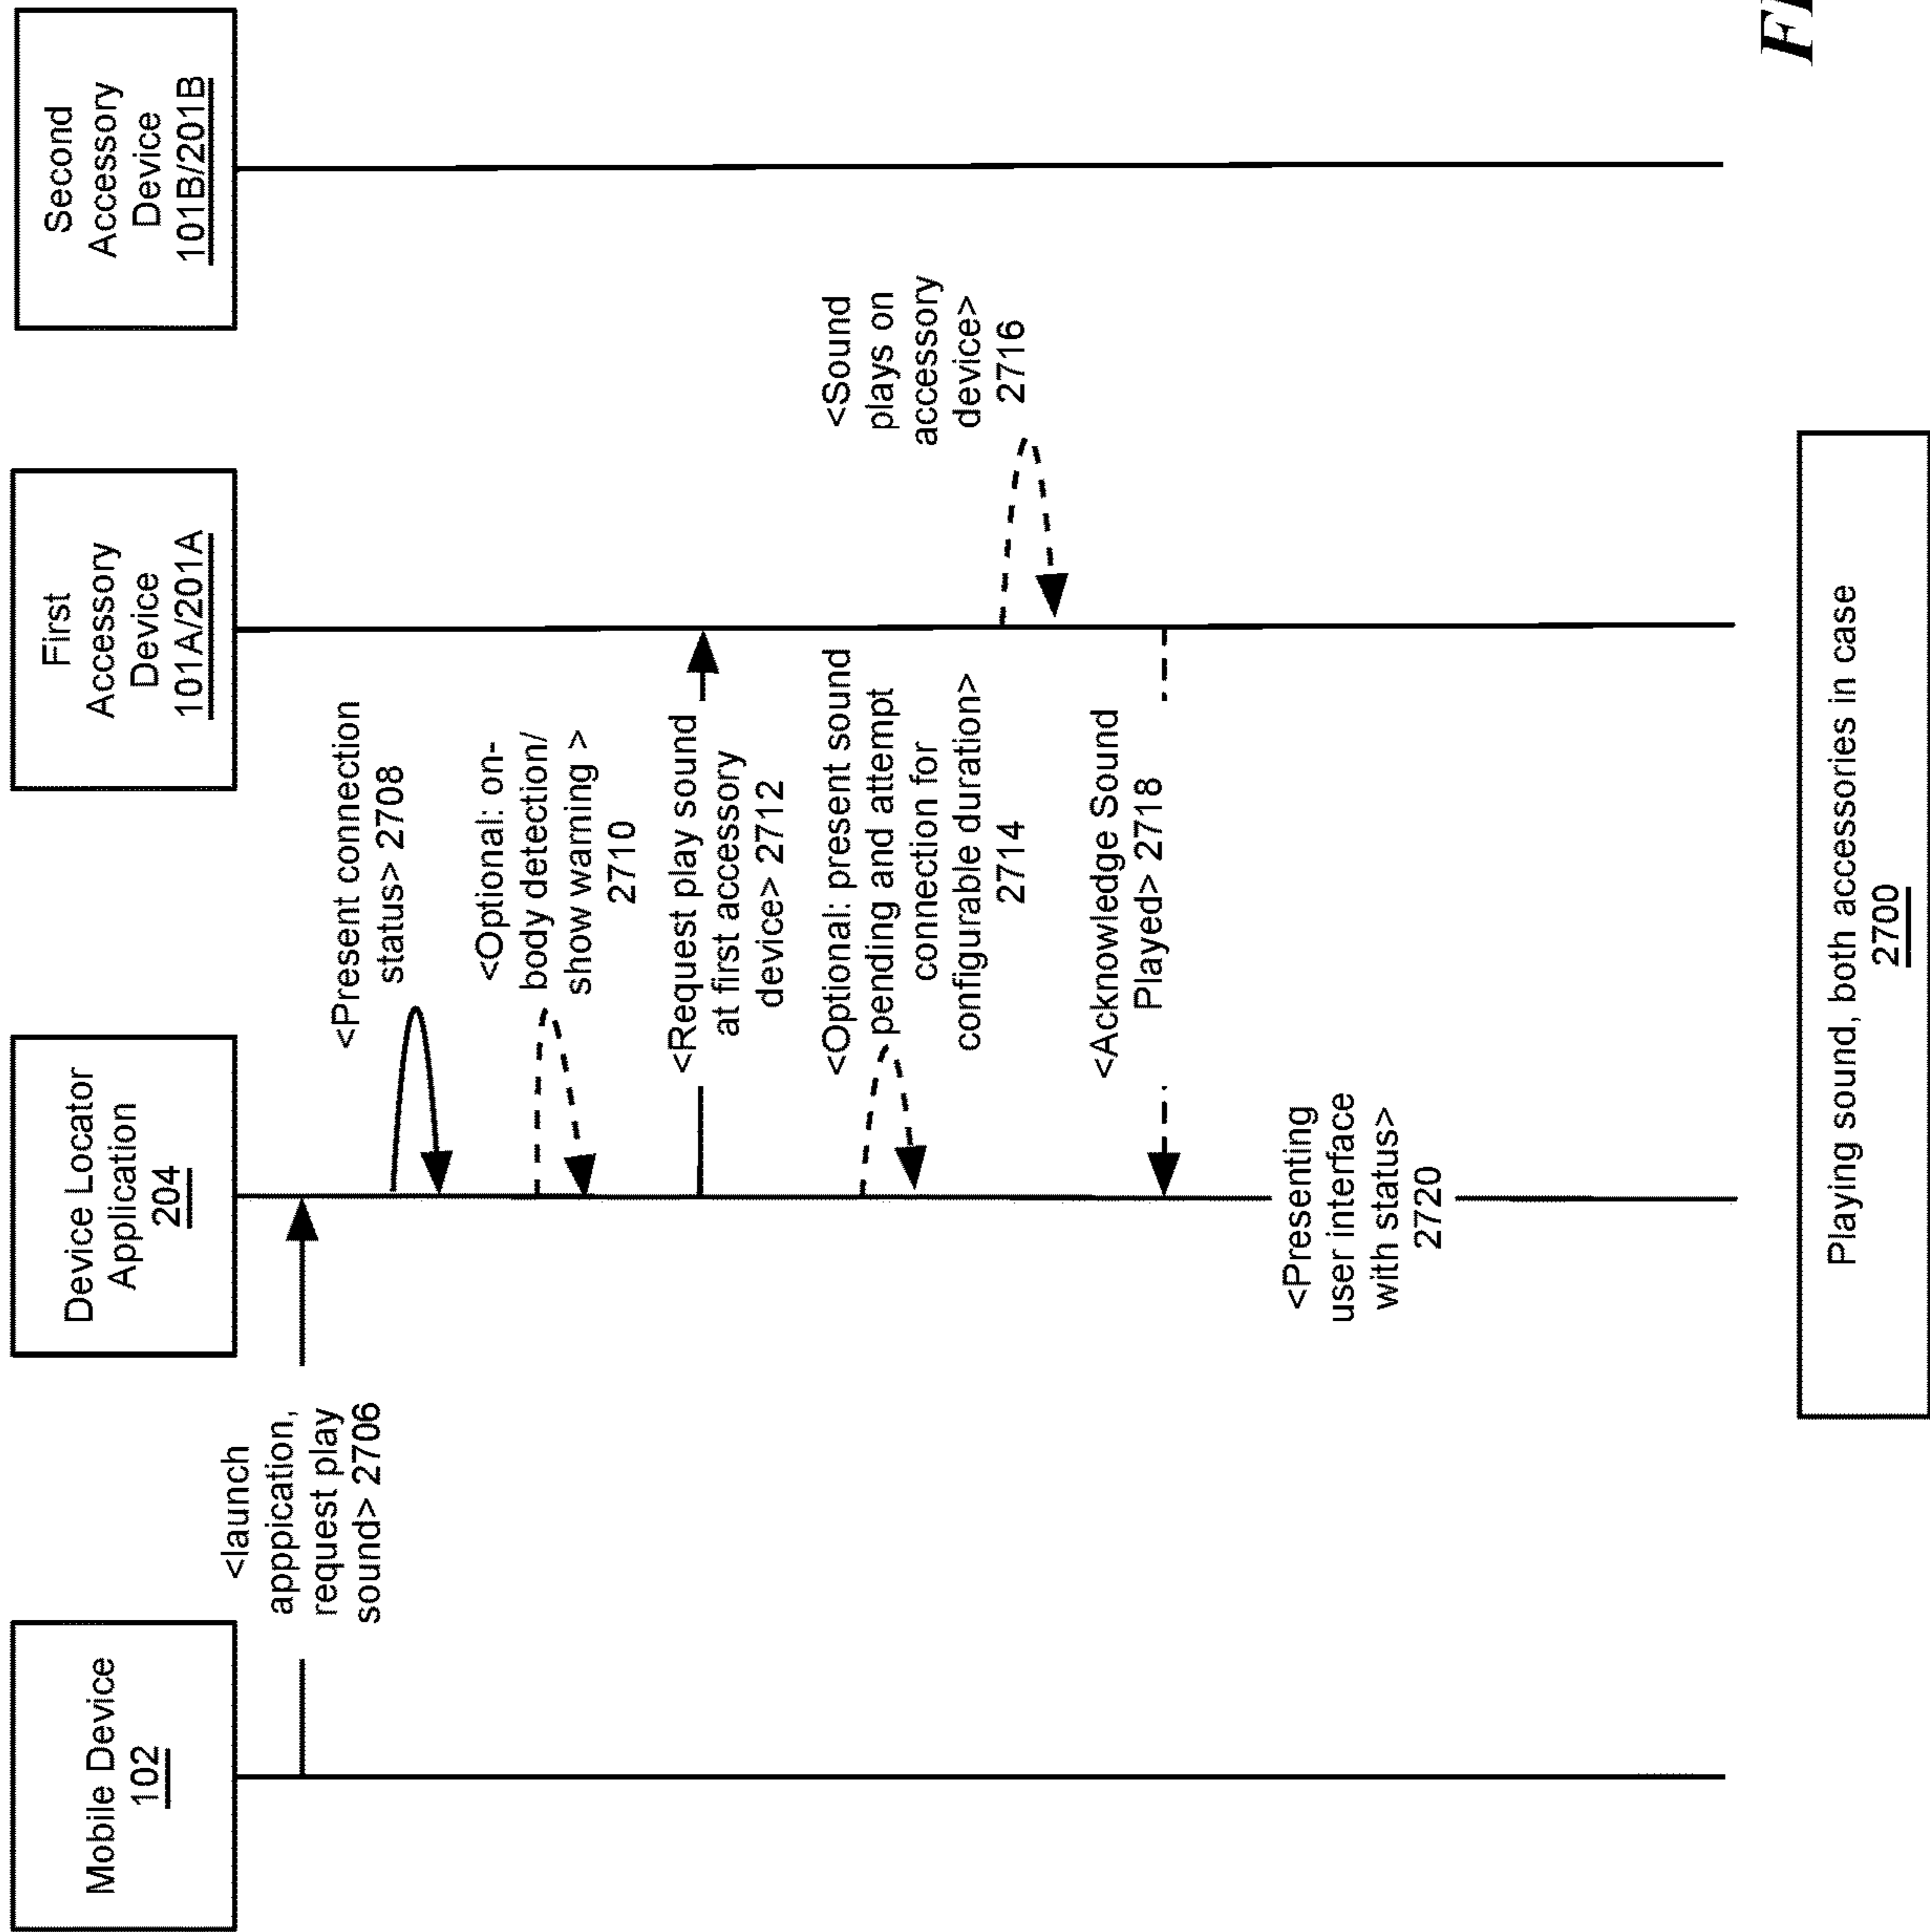 Mobile Device
102
Device Locator
Application
204
First
Accessory
Device
101A/201A
Second
Accessory
Device
101B/201B
<launch
apppication,
request play
sound> 2706
<Present connection
status> 2708
<Optional: on-
body detection/
show warning >
2710
<Request play sound
at first accessory
device> 2712
<Optional: present sound
pending and attempt
connection for
configurable duration>
2714
<Sound
plays on
accessory
device>
2716
<Acknowledge Sound
Played> 2718
<Presenting
user interface
with status>
2720
Playing sound, both accessories in case
2700